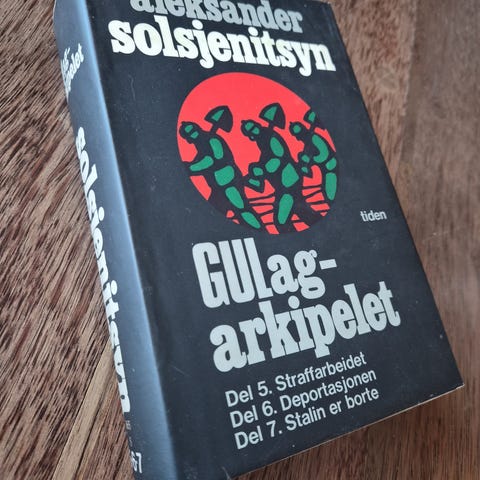 aleksander
solsjenitsyn
tiden
GULag-
arkipelet
Del 5. Straffarbeidet
Del 6. Deportasjonen
Del 7. Stalin er borte
solsjenitsyn